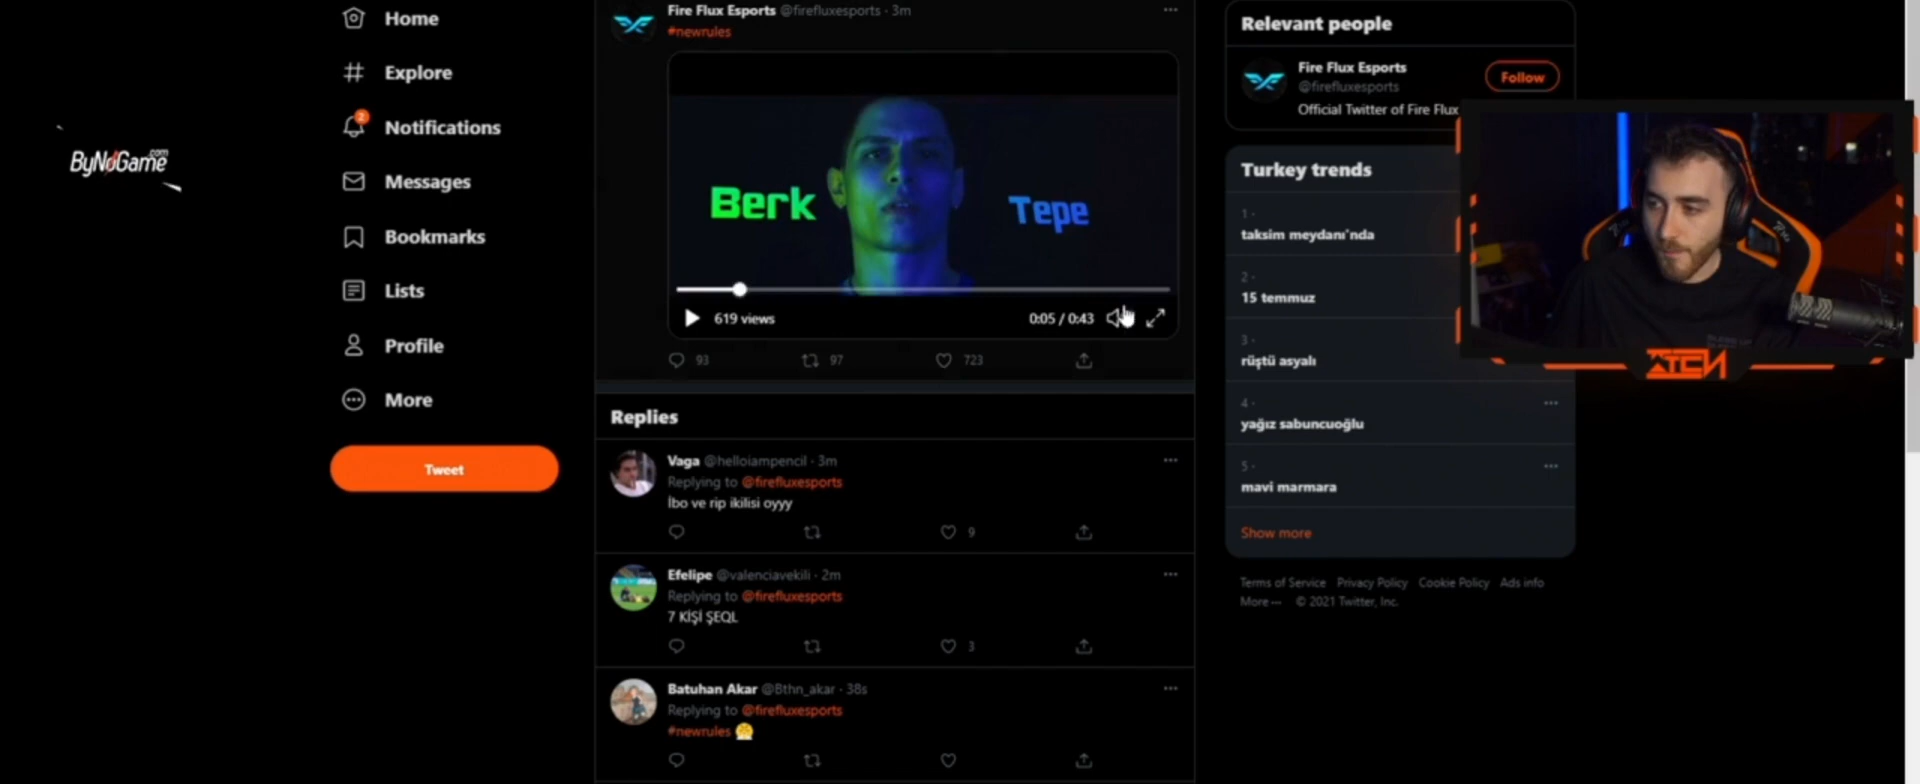 Home
Explore
2
Notifications
Messages
Bookmarks
Lists
Profile
More
Tweet
ByNoGame
.com
Fire Flux Esports @firefluxesports · 3m
#newrules
Berk
Tepe
619 views
0:05 / 0:43
93
97
723
Replies
Vaga @helloiampencil · 3m
Replying to @firefluxesports
İbo ve rip ikilisi oyyy
9
Efelipe @valenciavekili · 2m
Replying to @firefluxesports
7 KİŞİ ŞEQL
3
Batuhan Akar @Bthn_akar · 38s
Replying to @firefluxesports
#newrules
Relevant people
Fire Flux Esports
@firefluxesports
Follow
Official Twitter of Fire Flux
Turkey trends
1 ·
taksim meydanı'nda
2 ·
15 temmuz
3 ·
rüştü asyalı
4 ·
yağız sabuncuoğlu
5 ·
mavi marmara
Show more
Terms of Service Privacy Policy Cookie Policy Ads info
More ··· © 2021 Twitter, Inc.